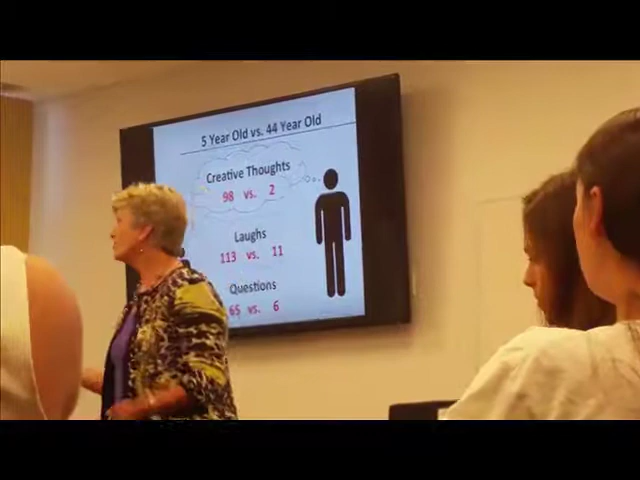 5 Year Old vs. 44 Year Old
Creative Thoughts
98 vs. 2
Laughs
113 vs. 11
Questions
65 vs. 6